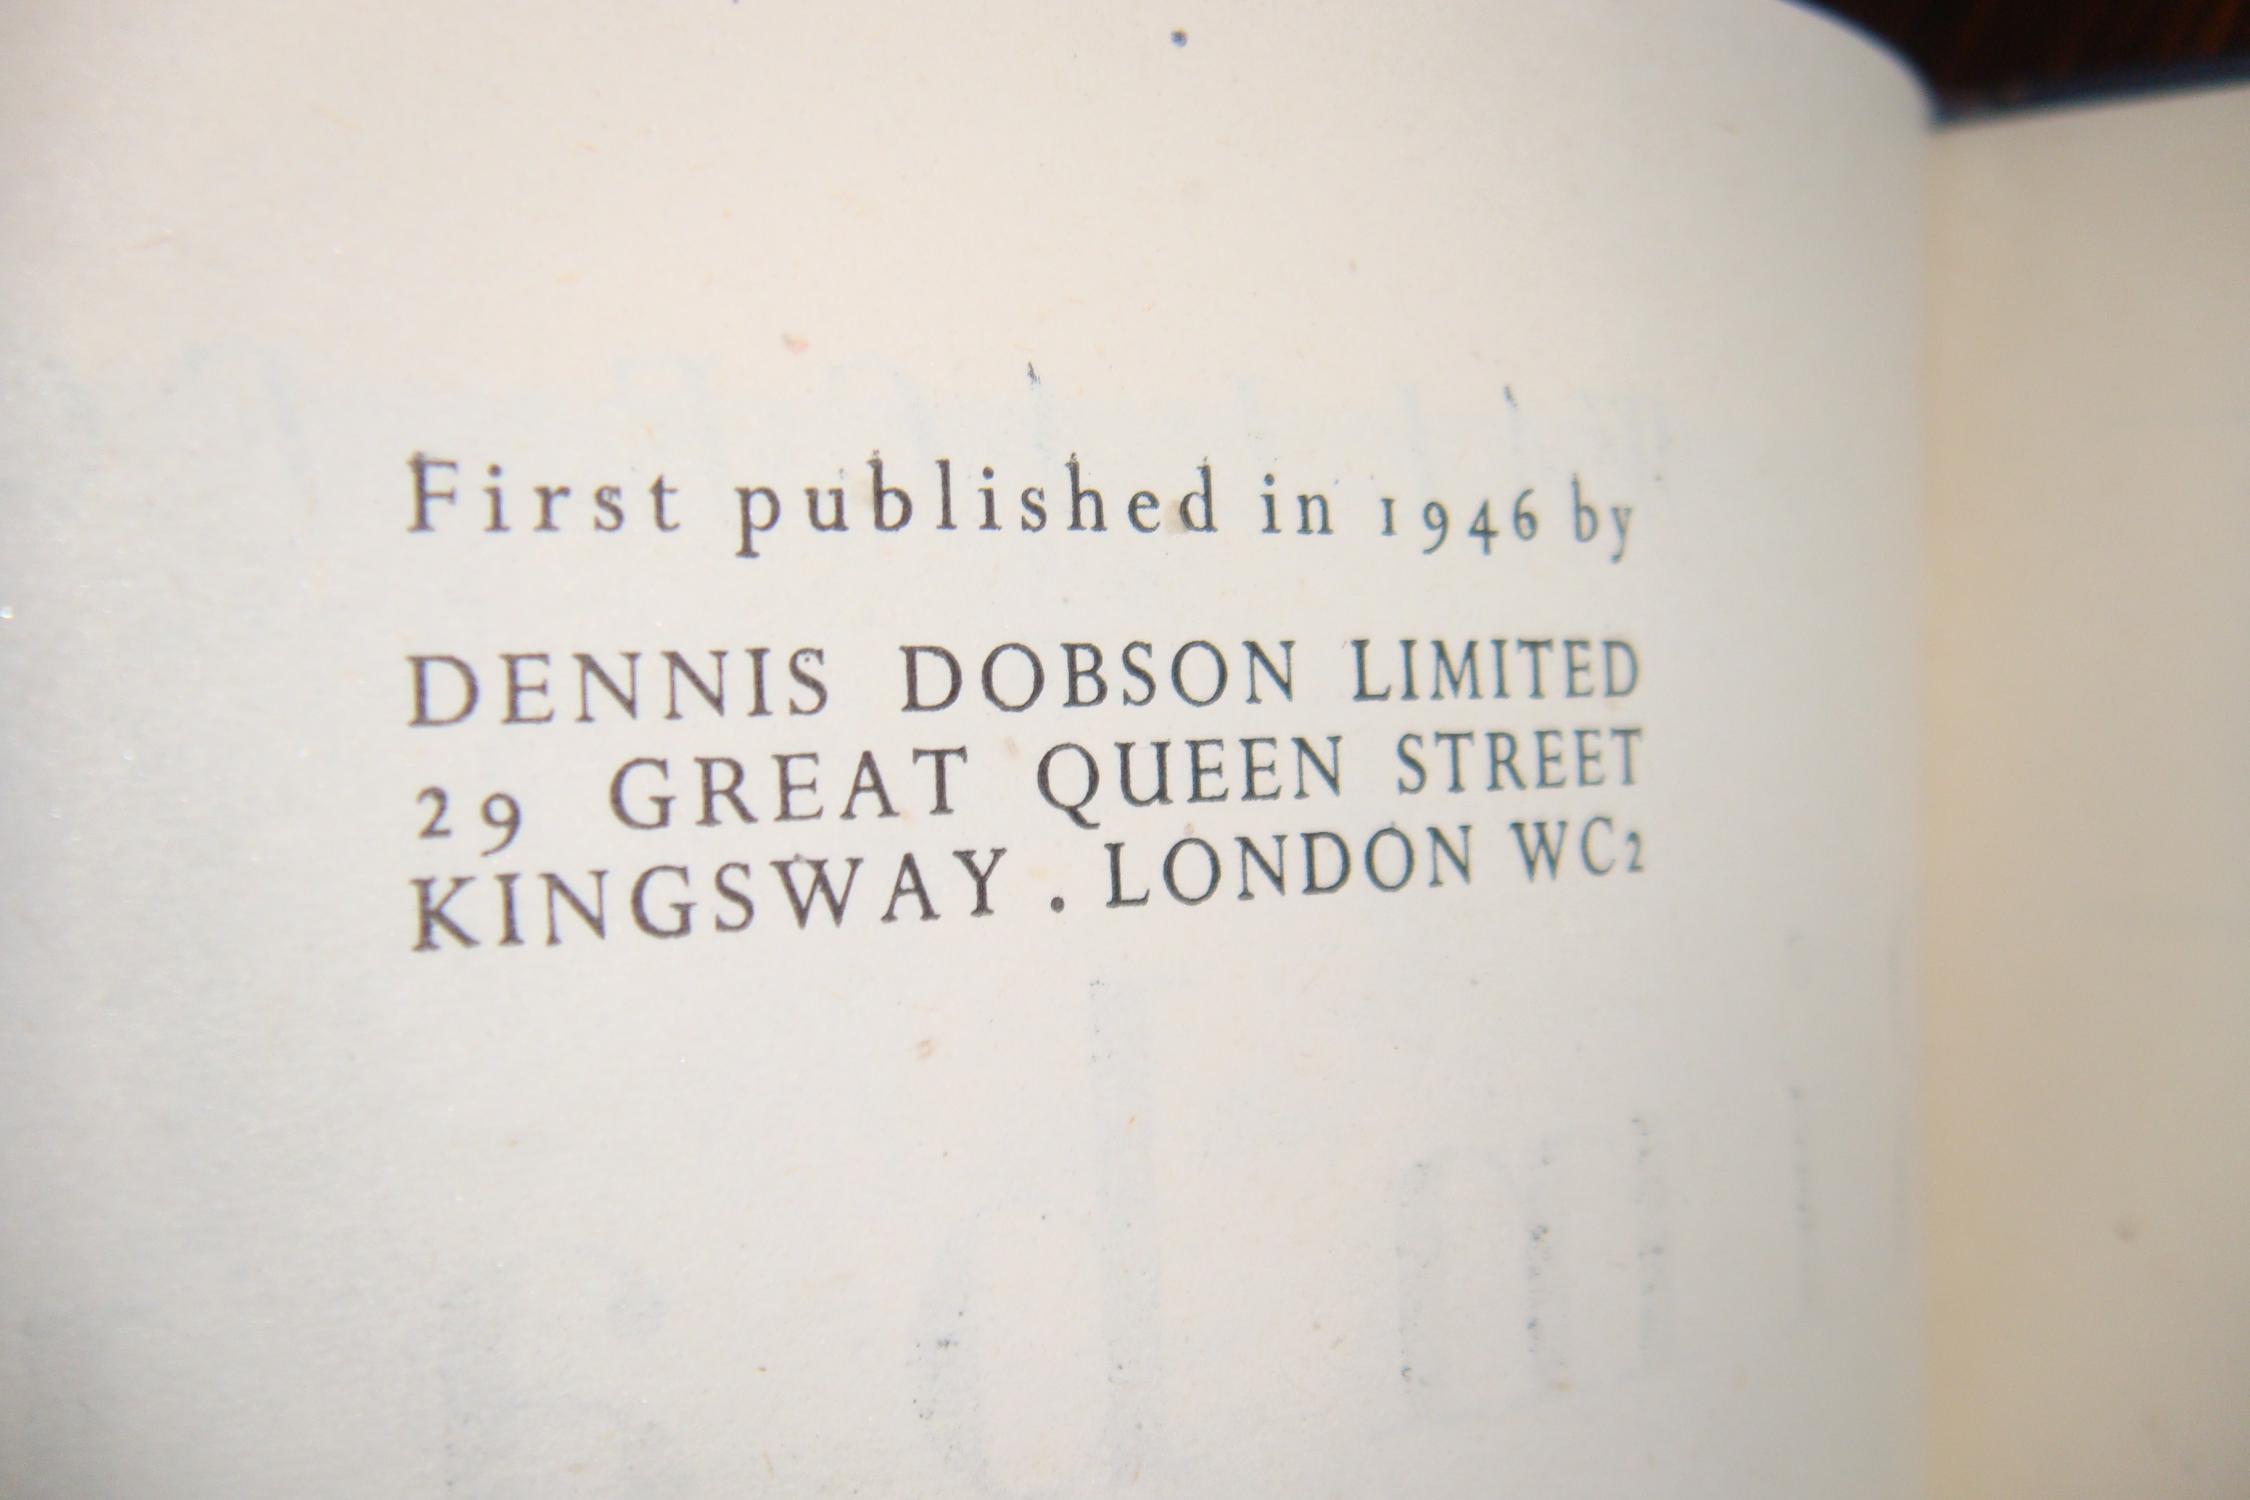 First published in 1946 by
DENNIS DOBSON LIMITED
29 GREAT QUEEN STREET
KINGSWAY . LONDON WC2